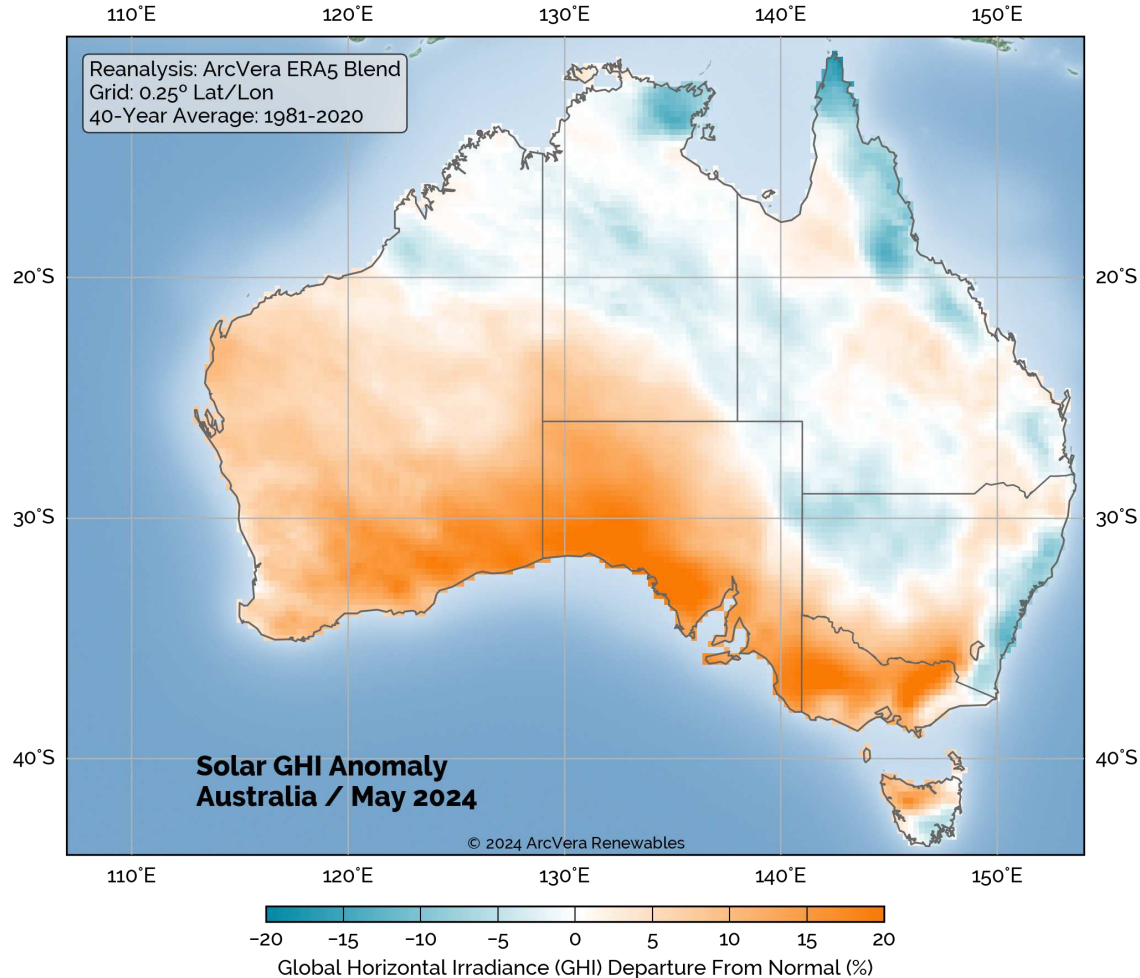 110°E 120°E 130°E 140°E 150°E
Reanalysis: ArcVera ERA5 Blend
Grid: 0.25º Lat/Lon
40-Year Average: 1981-2020
20°S 20°S
30°S 30°S
40°S 40°S
Solar GHI Anomaly
Australia / May 2024
© 2024 ArcVera Renewables
110°E 120°E 130°E 140°E 150°E
−20 −15 −10 −5 0 5 10 15 20
Global Horizontal Irradiance (GHI) Departure From Normal (%)